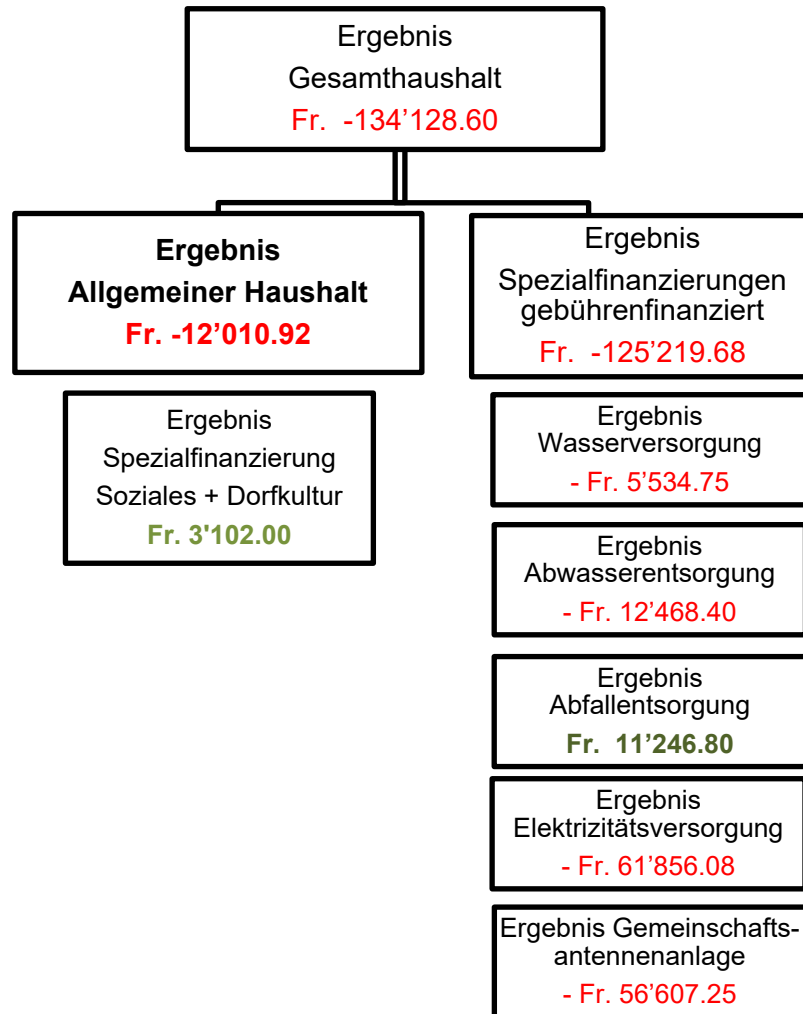 Ergebnis
Gesamthaushalt
Fr.  -134’128.60
Ergebnis
Allgemeiner Haushalt
Fr. -12’010.92
Ergebnis
Spezialfinanzierung
Soziales + Dorfkultur
Fr. 3'102.00
Ergebnis
Spezialfinanzierungen
gebührenfinanziert
Fr.  -125’219.68
Ergebnis
Wasserversorgung
- Fr. 5’534.75
Ergebnis
Abwasserentsorgung
- Fr. 12’468.40
Ergebnis
Abfallentsorgung
Fr.  11’246.80
Ergebnis
Elektrizitätsversorgung
- Fr. 61’856.08
Ergebnis Gemeinschafts-
antennenanlage
- Fr. 56’607.25